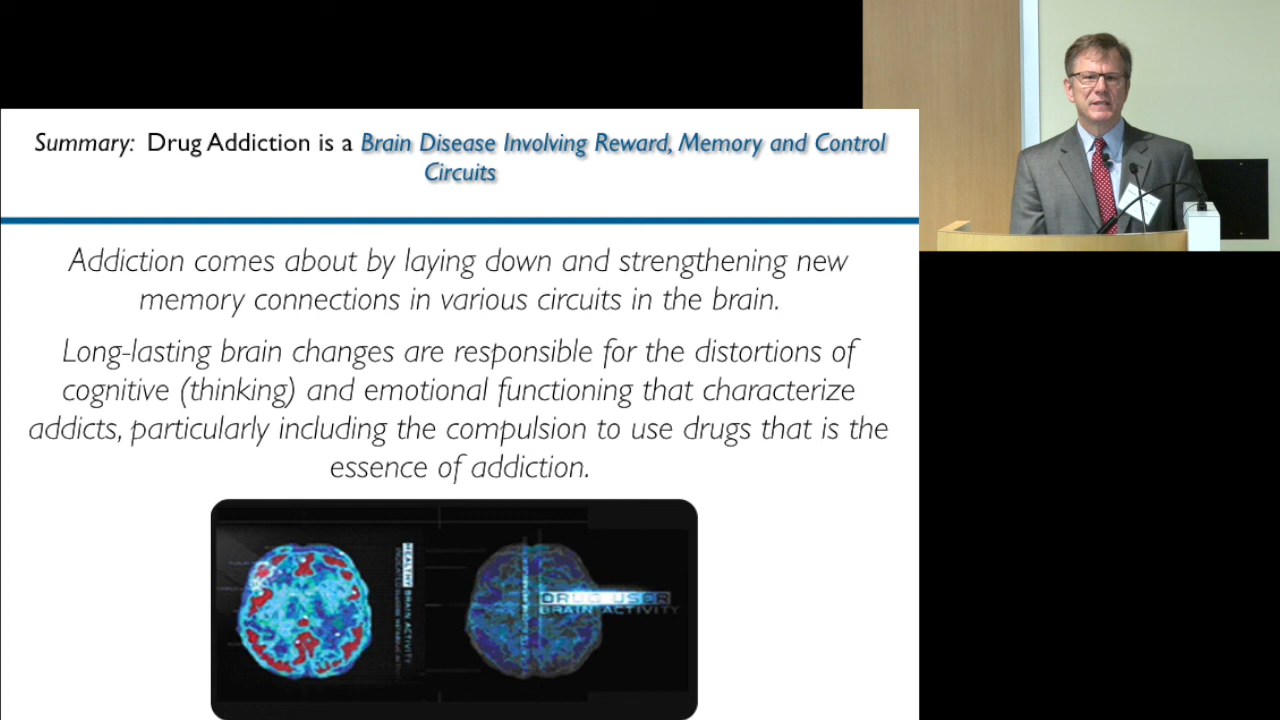 Summary: Drug Addiction is a Brain Disease Involving Reward, Memory and Control
Circuits
Addiction comes about by laying down and strengthening new
memory connections in various circuits in the brain.
Long-lasting brain changes are responsible for the distortions of
cognitive (thinking) and emotional functioning that characterize
addicts, particularly including the compulsion to use drugs that is the
essence of addiction.
HEALTHY BRAIN ACTIVITY
DRUG USER
BRAIN ACTIVITY